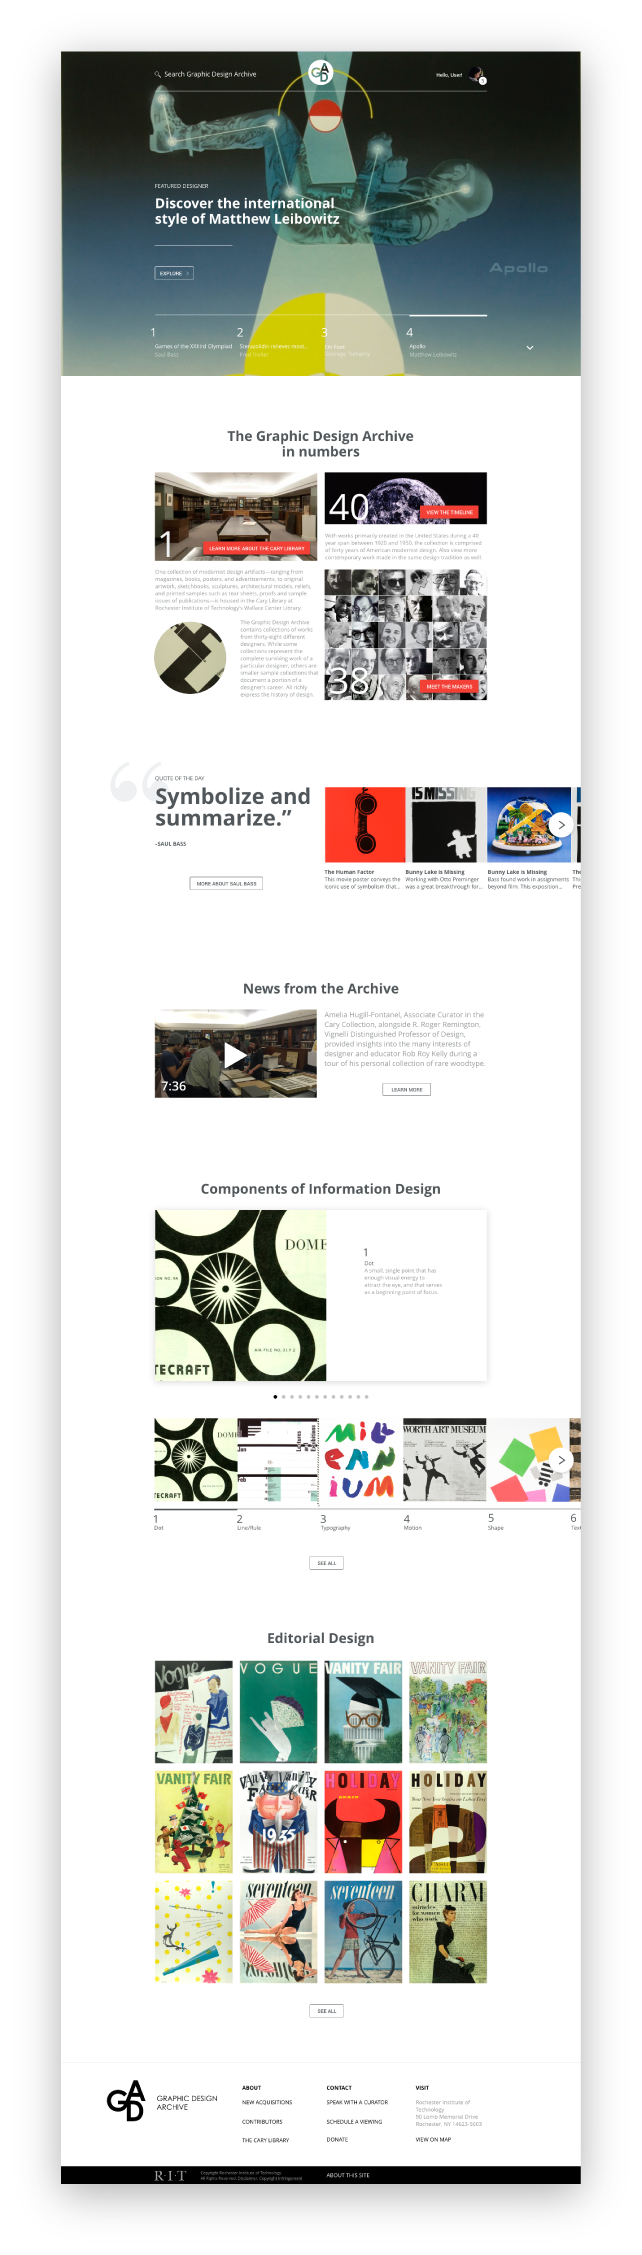 Search Graphic Design Archive
GAD
Hello, User!
FEATURED DESIGNER
Discover the international
style of Matthew Leibowitz
EXPLORE >
Apollo
1
2
3
4
Games of the XXIIrd Olympiad
Apollo
Saul Bass
Matthew Leibowitz
The Graphic Design Archive
in numbers
1
LEARN MORE ABOUT THE CARY LIBRARY
40
VIEW THE TIMELINE
One collection of modernist design artifacts—ranging from
magazines, books, posters, and advertisements, to original
artwork, sketchbooks, sculptures, architectural models, reliefs,
and printed samples such as tear sheets, proofs and sample
issues of publications—is housed in the Cary Library at
Rochester Institute of Technology's Wallace Center Library.
With works primarily created in the United States during a 40
year span between 1920 and 1950, the collection is comprised
of forty years of American modernist design. Also view more
contemporary work made in the same design tradition as well.
The Graphic Design Archive
contains collections of works
from thirty-eight different
designers. While some
collections represent the
complete surviving work of a
particular designer, others are
smaller sample collections that
document a portion of a
designer's career. All richly
express the history of design.
38
MEET THE MAKERS
“
QUOTE OF THE DAY
Symbolize and
summarize.”
-SAUL BASS
MORE ABOUT SAUL BASS
IS MISSING
The Human Factor
This movie poster conveys the
iconic use of symbolism that...
Bunny Lake is Missing
Working with Otto Preminger
was a great breakthrough for...
Bunny Lake is Missing
Bass found work in assignments
beyond film. This exposition...
News from the Archive
7:36
Amelia Hugill-Fontanel, Associate Curator in the
Cary Collection, alongside R. Roger Remington,
Vignelli Distinguished Professor of Design,
provided insights into the many interests of
designer and educator Rob Roy Kelly during a
tour of his personal collection of rare woodtype.
LEARN MORE
Components of Information Design
DOME
TECRAFT
1
Dot
A small, single point that has
enough visual energy to
attract the eye, and that serves
as a beginning point of focus.
DOME
TECRAFT
Jan
Feb
Lectures
Exhibitions
MILLENNIUM
WORTH ART MUSEUM
1
Dot
2
Line/Rule
3
Typography
4
Motion
5
Shape
6
SEE ALL
Editorial Design
Vogue
VOGUE
VANITY FAIR
VANITY FAIR
VANITY FAIR
Vanity Fair
1935
HOLIDAY
HOLIDAY
seventeen
seventeen
CHARM
miracles
for women
who work
SEE ALL
GAD
GRAPHIC DESIGN
ARCHIVE
ABOUT
NEW ACQUISITIONS
CONTRIBUTORS
THE CARY LIBRARY
CONTACT
SPEAK WITH A CURATOR
SCHEDULE A VIEWING
DONATE
VISIT
Rochester Institute of
Technology
90 Lomb Memorial Drive
Rochester, NY 14623-5603
VIEW ON MAP
R·I·T
Copyright Rochester Institute of Technology.
All Rights Reserved. Disclaimer. Copyright Infringement
ABOUT THIS SITE